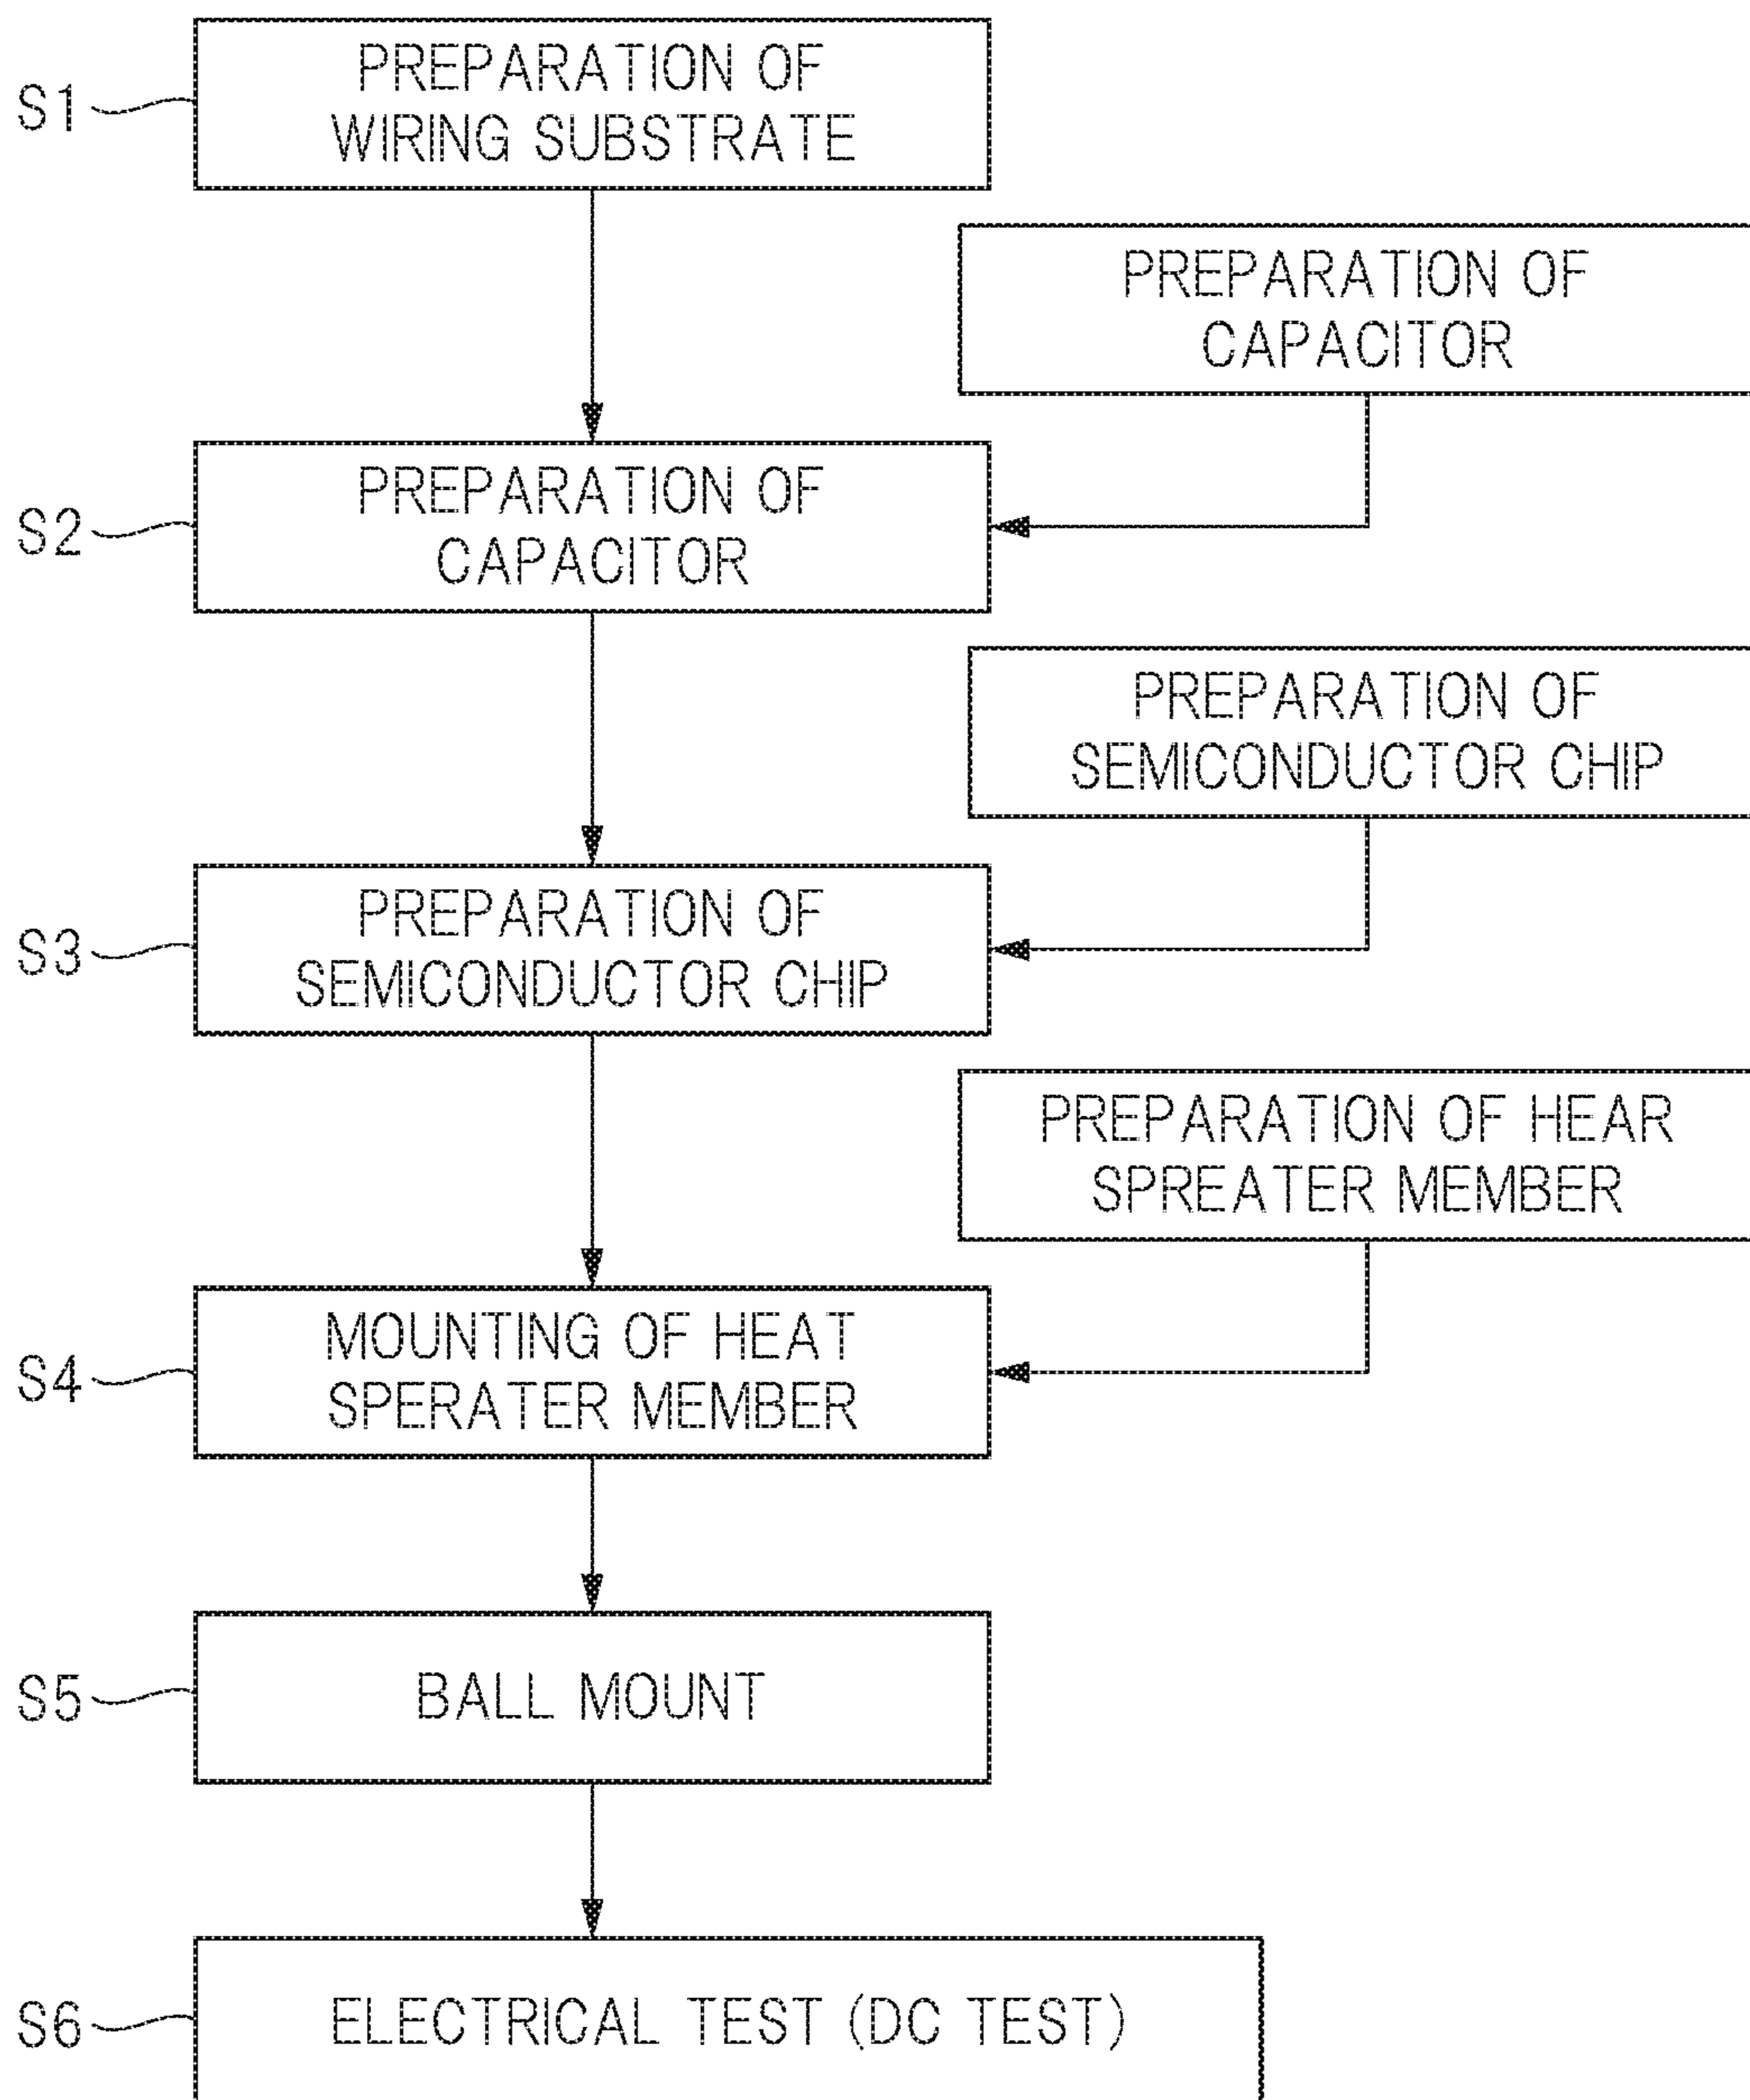 S1
PREPARATION OF
WIRING SUBSTRATE
PREPARATION OF
CAPACITOR
S2
PREPARATION OF
CAPACITOR
PREPARATION OF
SEMICONDUCTOR CHIP
S3
PREPARATION OF
SEMICONDUCTOR CHIP
PREPARATION OF HEAR
SPREATER MEMBER
S4
MOUNTING OF HEAT
SPERATER MEMBER
S5
BALL MOUNT
S6
ELECTRICAL TEST (DC TEST)